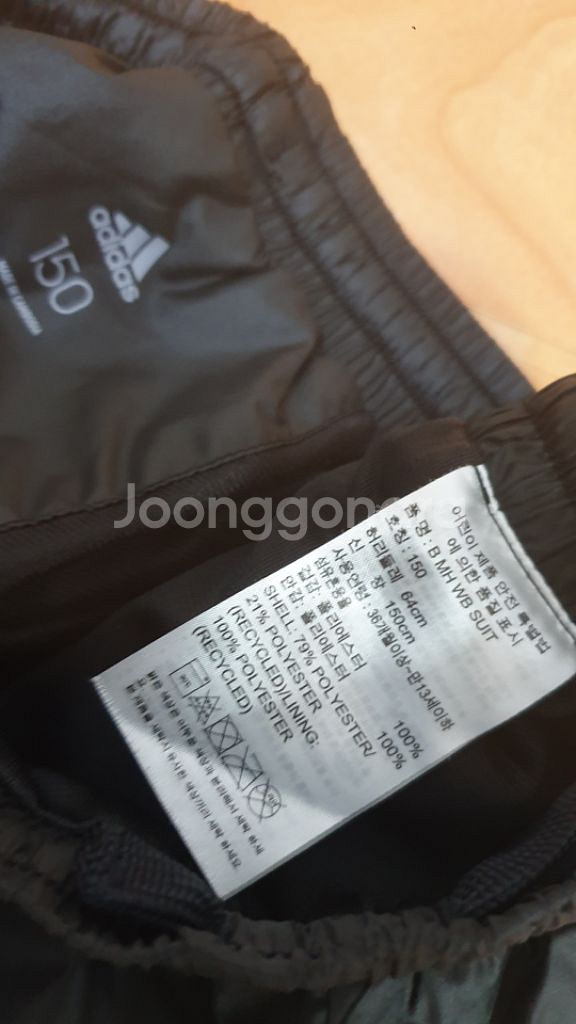 adidas
150
MADE IN CAMBODIA
Joonggonara
어린이 제품 안전 특별법
에 의한 품질 표시
품 명 : B MH WB SUIT
호칭 : 150
허리둘레 64cm
신 장 150cm
사용연령 : 36개월이상~만13세이하
섬유혼용율
겉감: 폴리에스터 100%
안감: 폴리에스터 100%
SHELL: 79% POLYESTER/
21% POLYESTER
(RECYCLED)/LINING:
100% POLYESTER
(RECYCLED)